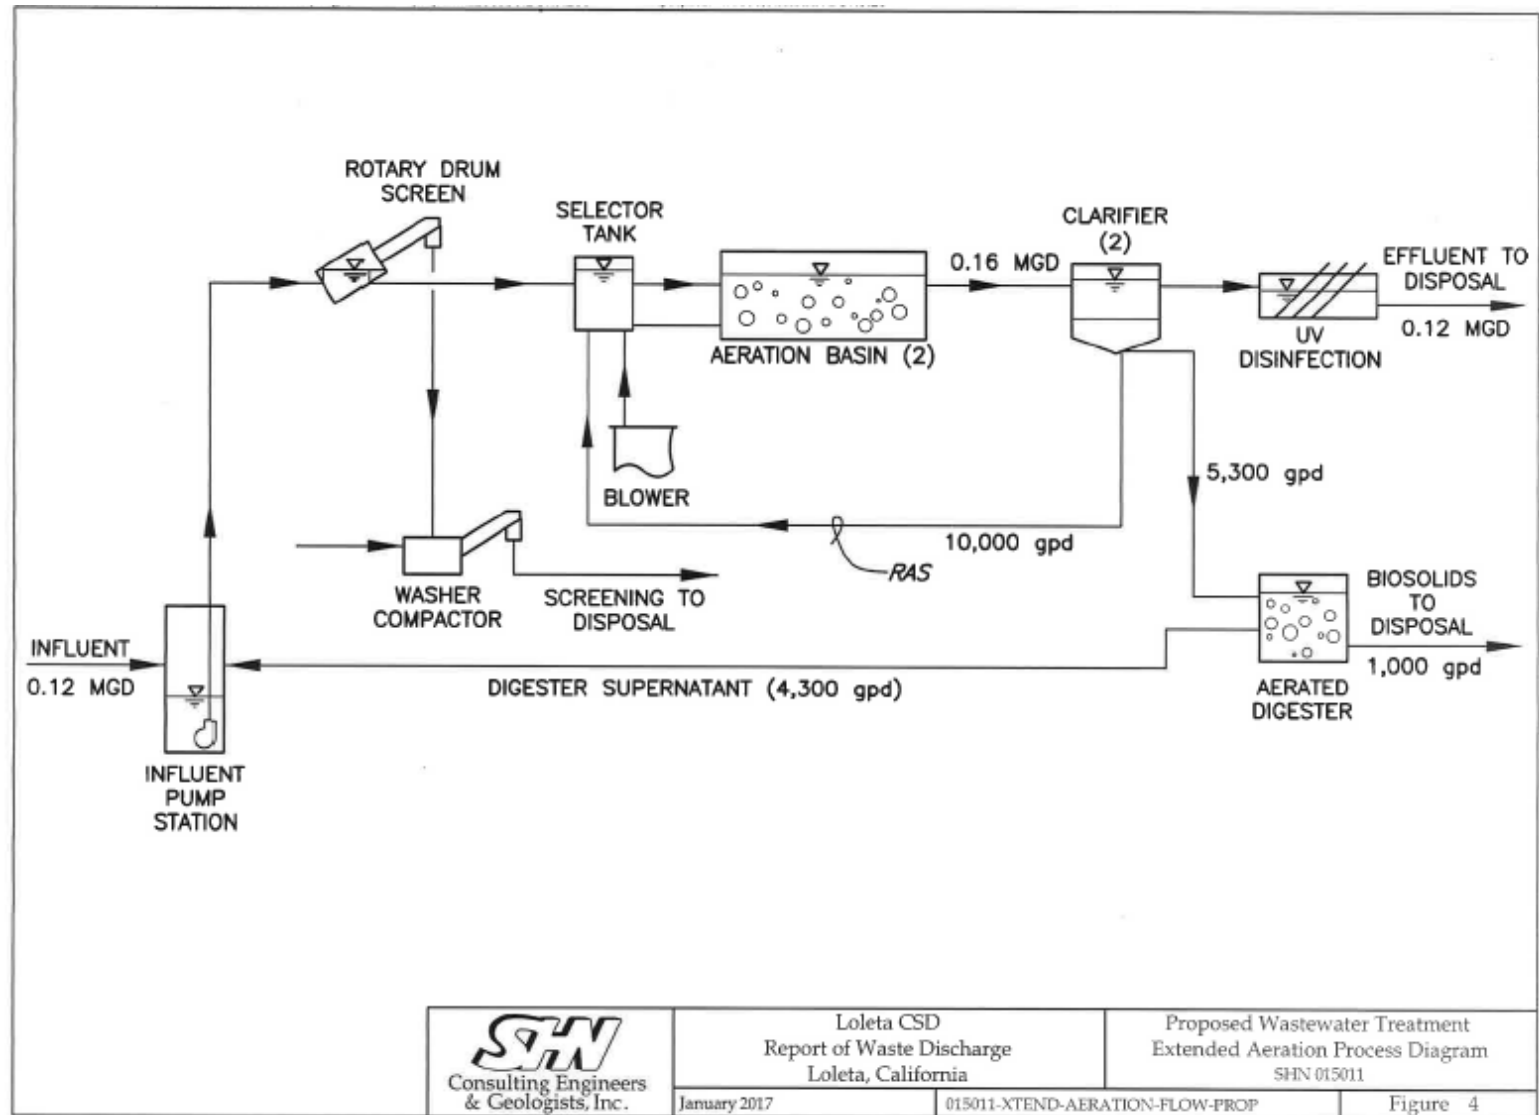 ROTARY DRUM
SCREEN
SELECTOR
TANK
CLARIFIER
(2)
0.16 MGD
EFFLUENT TO
DISPOSAL
0.12 MGD
UV
DISINFECTION
AERATION BASIN (2)
BLOWER
5,300 gpd
10,000 gpd
RAS
WASHER
COMPACTOR
SCREENING TO
DISPOSAL
BIOSOLIDS
TO
DISPOSAL
1,000 gpd
INFLUENT
0.12 MGD
DIGESTER SUPERNATANT (4,300 gpd)
AERATED
DIGESTER
INFLUENT
PUMP
STATION
SHN
Consulting Engineers
& Geologists, Inc.
Loleta CSD
Report of Waste Discharge
Loleta, California
Proposed Wastewater Treatment
Extended Aeration Process Diagram
SHN 015011
January 2017
015011-XTEND-AERATION-FLOW-PROP
Figure 4